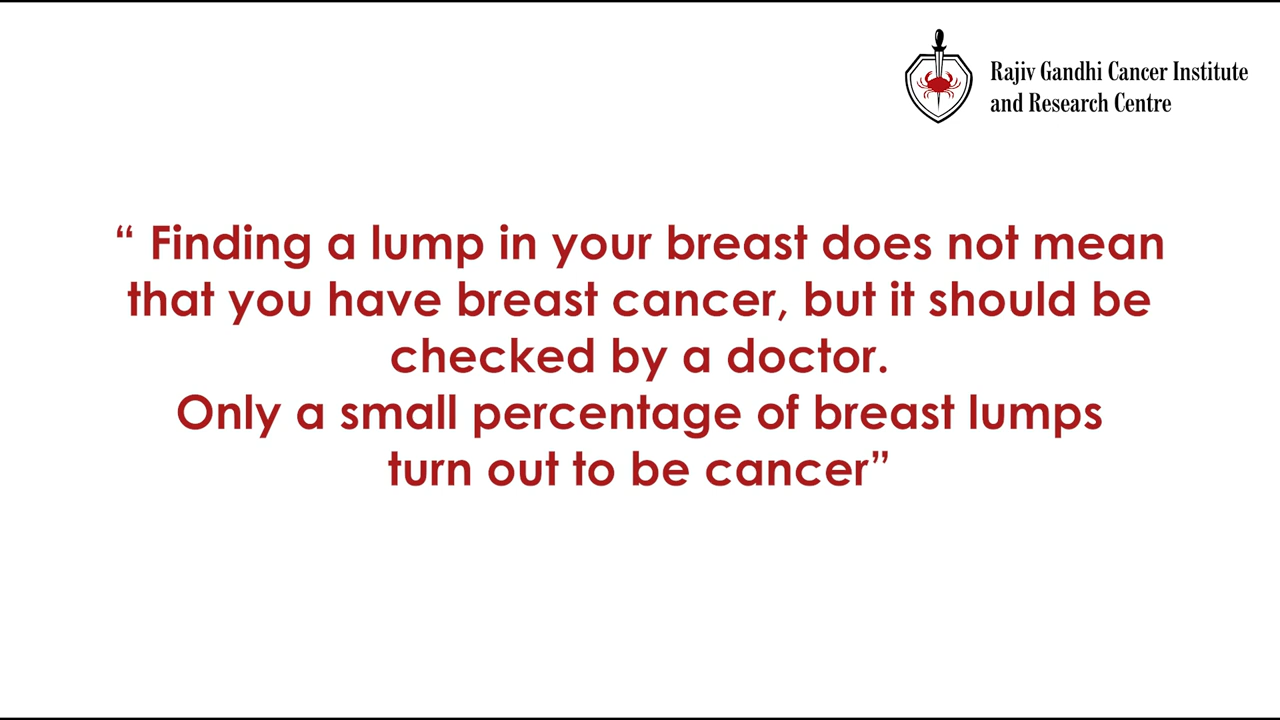 Rajiv Gandhi Cancer Institute
and Research Centre
“ Finding a lump in your breast does not mean
that you have breast cancer, but it should be
checked by a doctor.
Only a small percentage of breast lumps
turn out to be cancer”